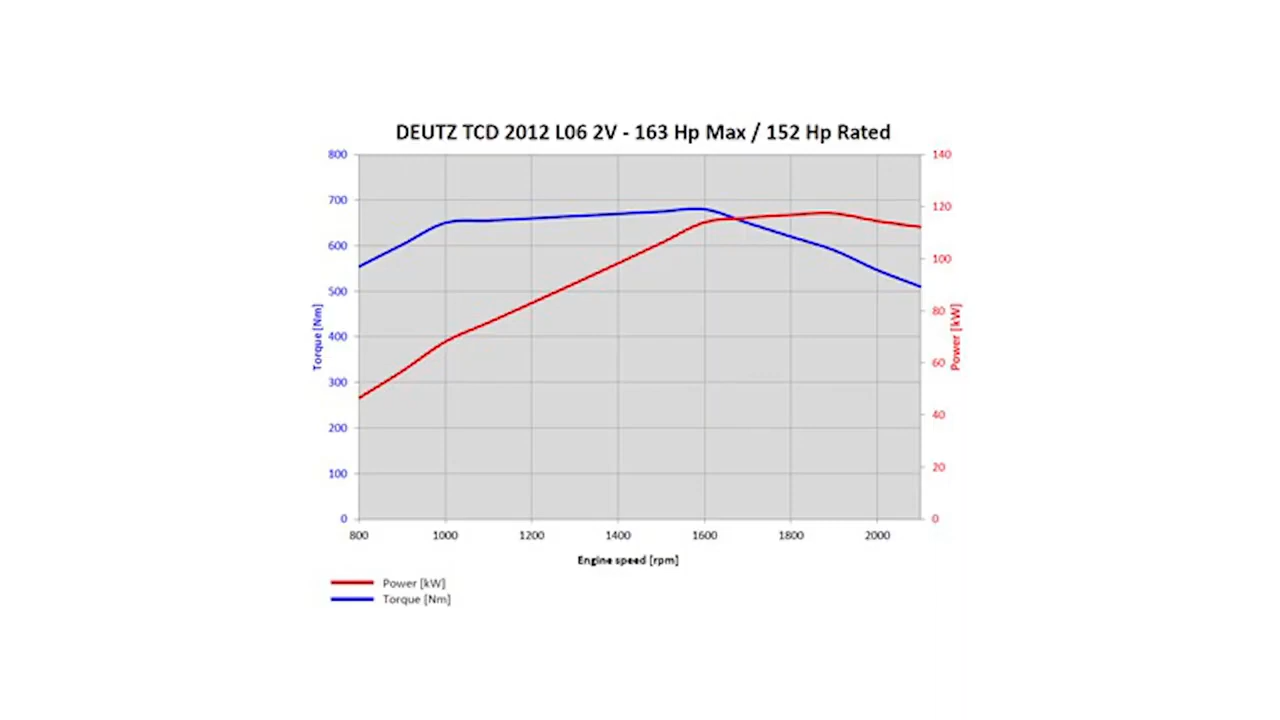 DEUTZ TCD 2012 L06 2V - 163 Hp Max / 152 Hp Rated
800
700
600
500
400
300
200
100
0
Torque [Nm]
140
120
100
80
60
40
20
0
Power [kW]
800 1000 1200 1400 1600 1800 2000
Engine speed [rpm]
Power [kW]
Torque [Nm]